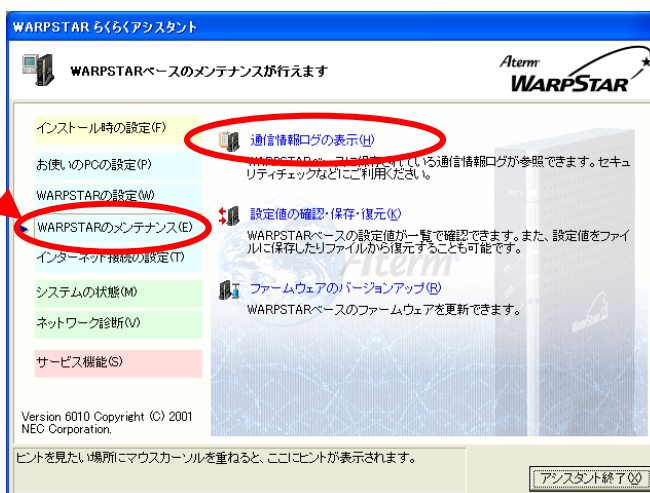 WARPSTAR らくらくアシスタント
WARPSTARベースのメンテナンスが行えます
Aterm
WARPSTAR
インストール時の設定(F)
お使いのPCの設定(P)
WARPSTARの設定(W)
WARPSTARのメンテナンス(E)
インターネット接続の設定(T)
システムの状態(M)
ネットワーク診断(V)
サービス機能(S)
Version 6010 Copyright (C) 2001
NEC Corporation.
通信情報ログの表示(H)
WARPSTARベースに保存されている通信情報ログが参照できます。セキュ
リティチェックなどにご利用ください。
設定値の確認・保存・復元(K)
WARPSTARベースの設定値が一覧で確認できます。また、設定値をファイ
ルに保存したりファイルから復元することも可能です。
ファームウェアのバージョンアップ(R)
WARPSTARベースのファームウェアを更新できます。
Aterm
ヒントを見たい場所にマウスカーソルを重ねると、ここにヒントが表示されます。
アシスタント終了(X)